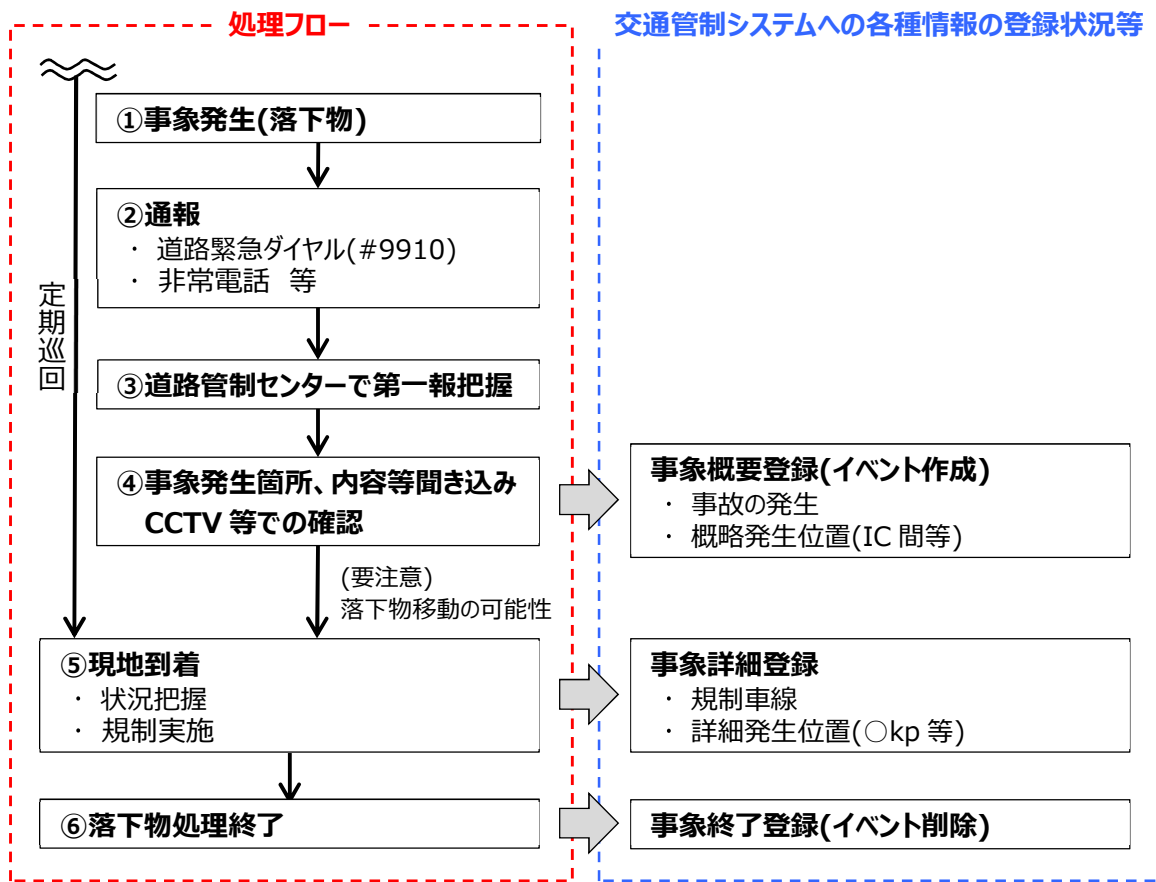 処理フロー
交通管制システムへの各種情報の登録状況等
①事象発生(落下物)
②通報
・ 道路緊急ダイヤル(#9910)
・ 非常電話 等
定期巡回
③道路管制センターで第一報把握
④事象発生箇所、内容等聞き込み
CCTV 等での確認
事象概要登録(イベント作成)
・ 事故の発生
・ 概略発生位置(IC 間等)
(要注意)
落下物移動の可能性
⑤現地到着
・ 状況把握
・ 規制実施
事象詳細登録
・ 規制車線
・ 詳細発生位置(○kp 等)
⑥落下物処理終了
事象終了登録(イベント削除)